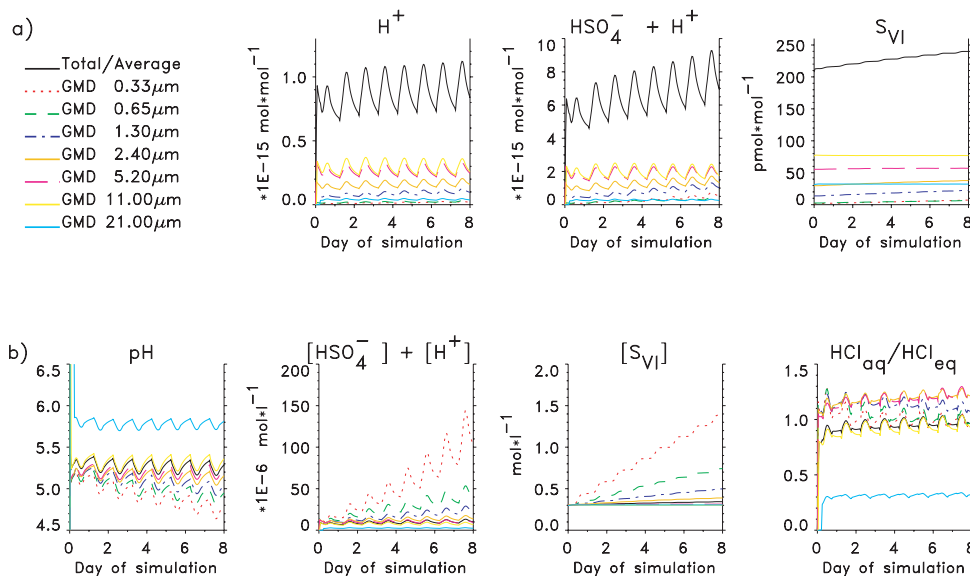 a)
Total/Average
GMD 0.33μm
GMD 0.65μm
GMD 1.30μm
GMD 2.40μm
GMD 5.20μm
GMD 11.00μm
GMD 21.00μm
H⁺
*1E-15 mol*mol⁻¹
1.0
0.5
0.0
0 2 4 6 8
Day of simulation
HSO₄⁻ + H⁺
*1E-15 mol*mol⁻¹
10
8
6
4
2
0
0 2 4 6 8
Day of simulation
S_VI
pmol*mol⁻¹
250
200
150
100
50
0
0 2 4 6 8
Day of simulation
b)
pH
6.5
6.0
5.5
5.0
4.5
0 2 4 6 8
Day of simulation
[HSO₄⁻ ] + [H⁺]
*1E-6 mol*l⁻¹
200
150
100
50
0
0 2 4 6 8
Day of simulation
[S_VI]
mol*l⁻¹
2.0
1.5
1.0
0.5
0.0
0 2 4 6 8
Day of simulation
HCl_aq/HCl_eq
1.5
1.0
0.5
0.0
0 2 4 6 8
Day of simulation